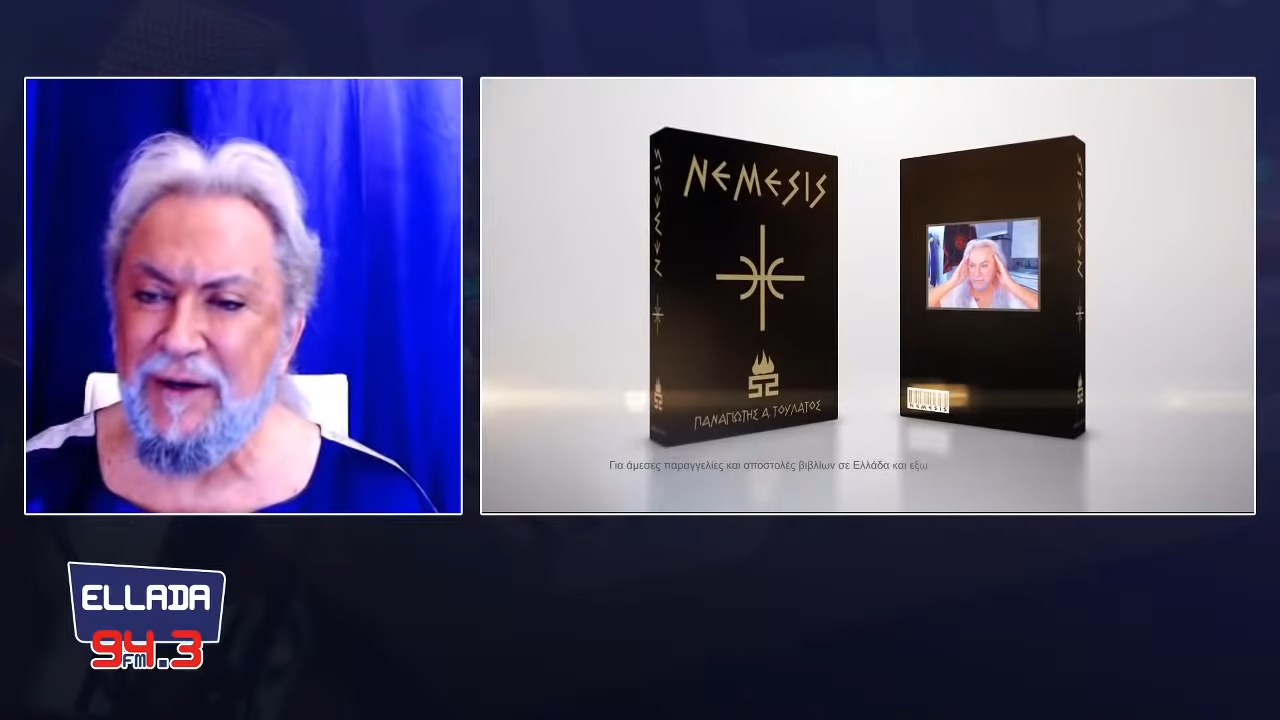 NEMESIS
NEMESIS
ΠΑΝΑΓΙΩΤΗΣ Α. ΤΟΥΛΑΤΟΣ
NEMESIS
NEMESIS
Για άμεσες παραγγελίες και αποστολές βιβλίων σε Ελλάδα και εξω
ELLADA
94.3
FM